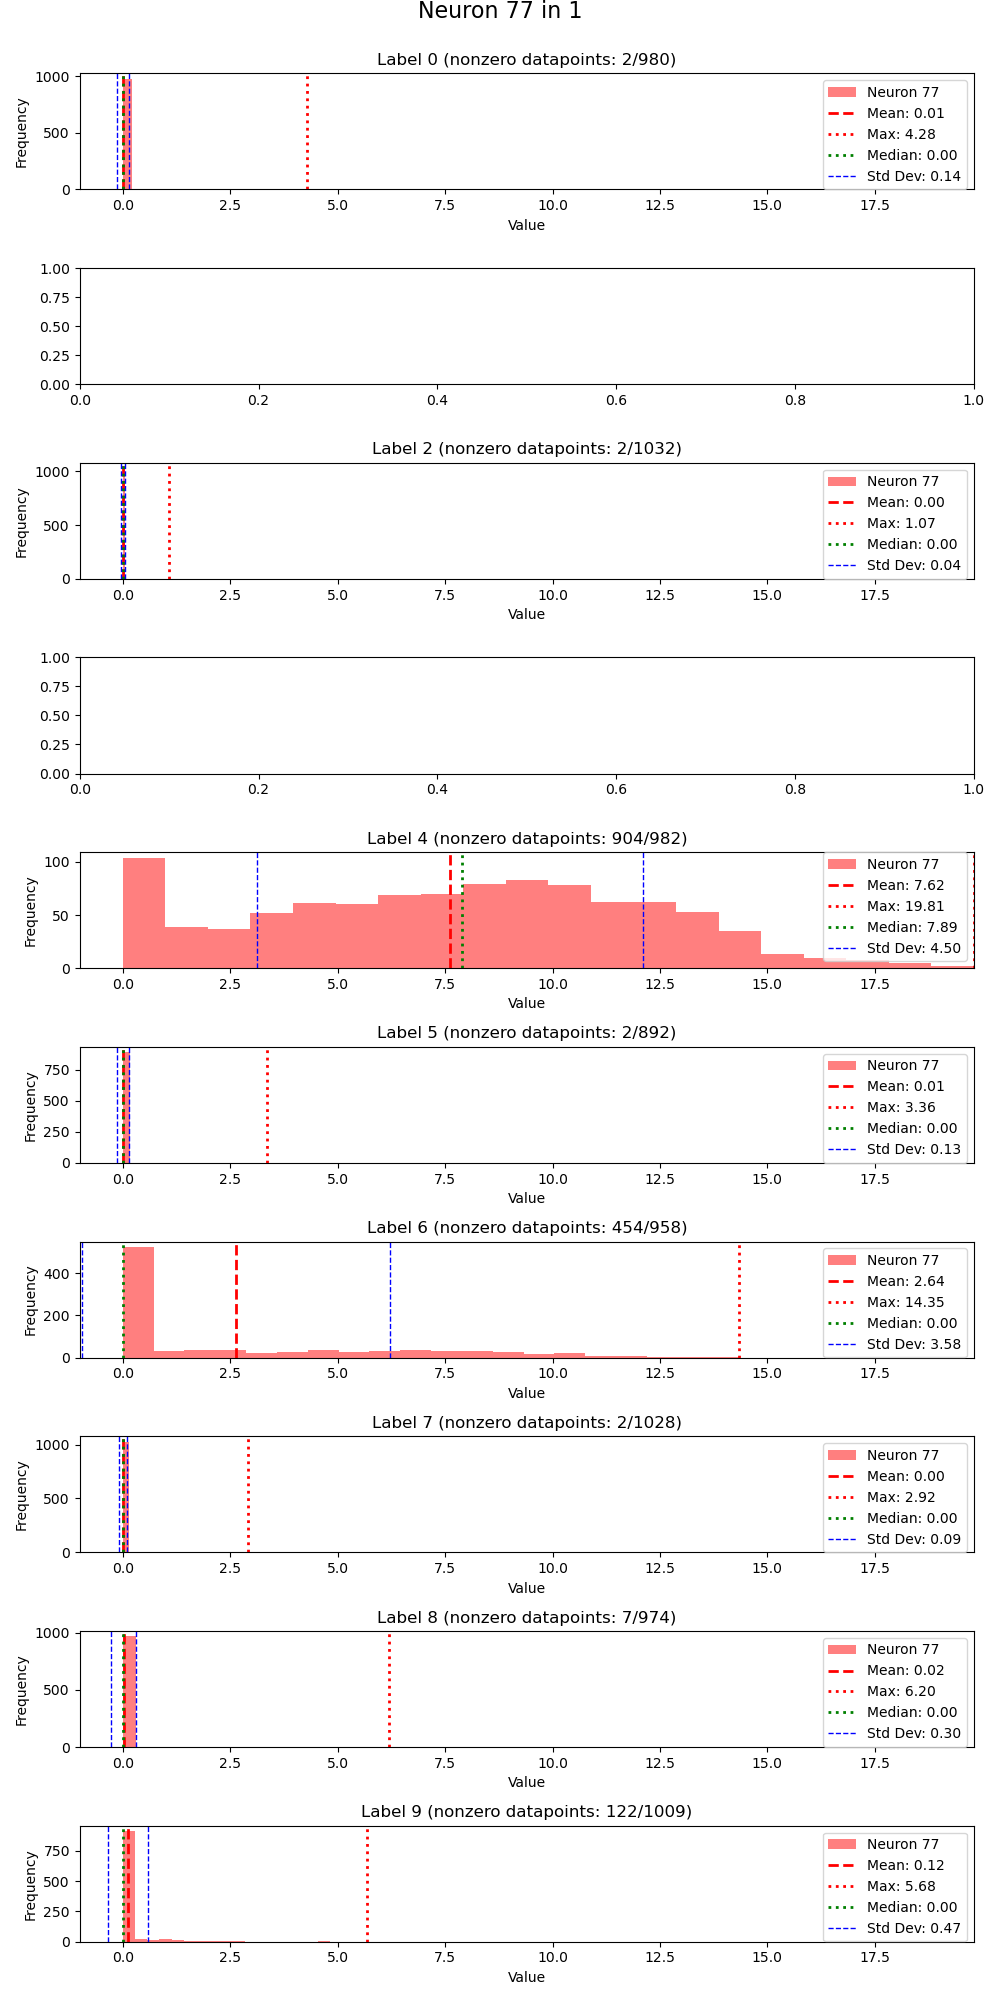 Neuron 77 in 1
Label 0 (nonzero datapoints: 2/980)
1000
500
0
Frequency
Neuron 77
Mean: 0.01
Max: 4.28
Median: 0.00
Std Dev: 0.14
0.0 2.5 5.0 7.5 10.0 12.5 15.0 17.5
Value
1.00
0.75
0.50
0.25
0.00
0.0 0.2 0.4 0.6 0.8 1.0
Label 2 (nonzero datapoints: 2/1032)
1000
500
0
Frequency
Neuron 77
Mean: 0.00
Max: 1.07
Median: 0.00
Std Dev: 0.04
0.0 2.5 5.0 7.5 10.0 12.5 15.0 17.5
Value
1.00
0.75
0.50
0.25
0.00
0.0 0.2 0.4 0.6 0.8 1.0
Label 4 (nonzero datapoints: 904/982)
100
50
0
Frequency
Neuron 77
Mean: 7.62
Max: 19.81
Median: 7.89
Std Dev: 4.50
0.0 2.5 5.0 7.5 10.0 12.5 15.0 17.5
Value
Label 5 (nonzero datapoints: 2/892)
750
500
250
0
Frequency
Neuron 77
Mean: 0.01
Max: 3.36
Median: 0.00
Std Dev: 0.13
0.0 2.5 5.0 7.5 10.0 12.5 15.0 17.5
Value
Label 6 (nonzero datapoints: 454/958)
400
200
0
Frequency
Neuron 77
Mean: 2.64
Max: 14.35
Median: 0.00
Std Dev: 3.58
0.0 2.5 5.0 7.5 10.0 12.5 15.0 17.5
Value
Label 7 (nonzero datapoints: 2/1028)
1000
500
0
Frequency
Neuron 77
Mean: 0.00
Max: 2.92
Median: 0.00
Std Dev: 0.09
0.0 2.5 5.0 7.5 10.0 12.5 15.0 17.5
Value
Label 8 (nonzero datapoints: 7/974)
1000
500
0
Frequency
Neuron 77
Mean: 0.02
Max: 6.20
Median: 0.00
Std Dev: 0.30
0.0 2.5 5.0 7.5 10.0 12.5 15.0 17.5
Value
Label 9 (nonzero datapoints: 122/1009)
750
500
250
0
Frequency
Neuron 77
Mean: 0.12
Max: 5.68
Median: 0.00
Std Dev: 0.47
0.0 2.5 5.0 7.5 10.0 12.5 15.0 17.5
Value